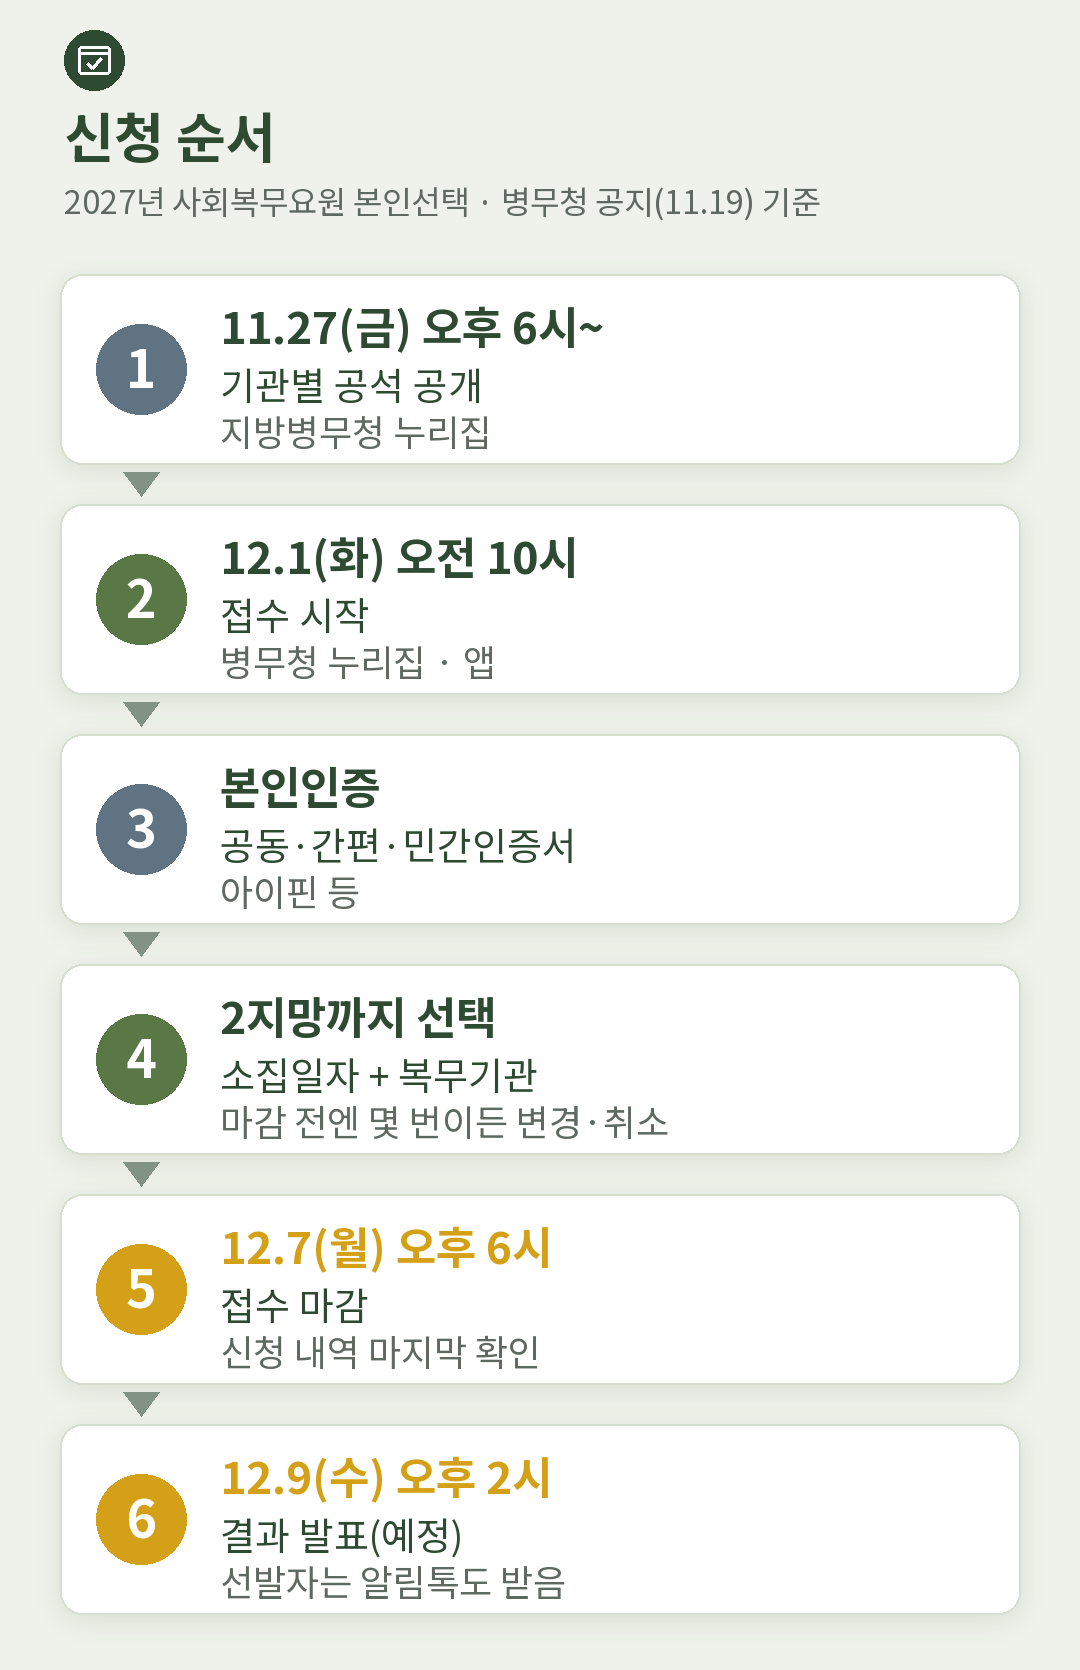 신청 순서
2027년 사회복무요원 본인선택 · 병무청 공지(11.19) 기준
1
11.27(금) 오후 6시~
기관별 공석 공개
지방병무청 누리집
2
12.1(화) 오전 10시
접수 시작
병무청 누리집 · 앱
3
본인인증
공동·간편·민간인증서
아이핀 등
4
2지망까지 선택
소집일자 + 복무기관
마감 전엔 몇 번이든 변경·취소
5
12.7(월) 오후 6시
접수 마감
신청 내역 마지막 확인
6
12.9(수) 오후 2시
결과 발표(예정)
선발자는 알림톡도 받음